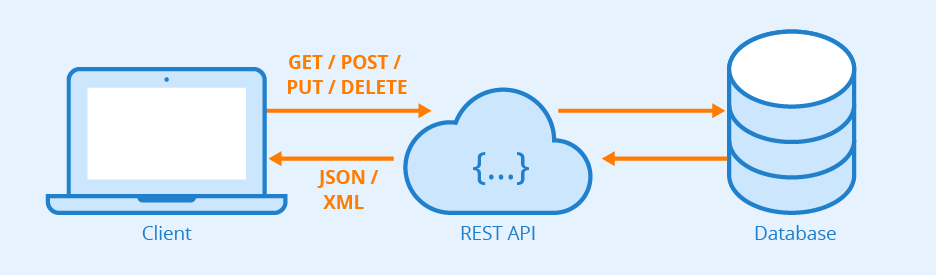 GET / POST /
PUT / DELETE
{...}
JSON /
XML
Client
REST API
Database